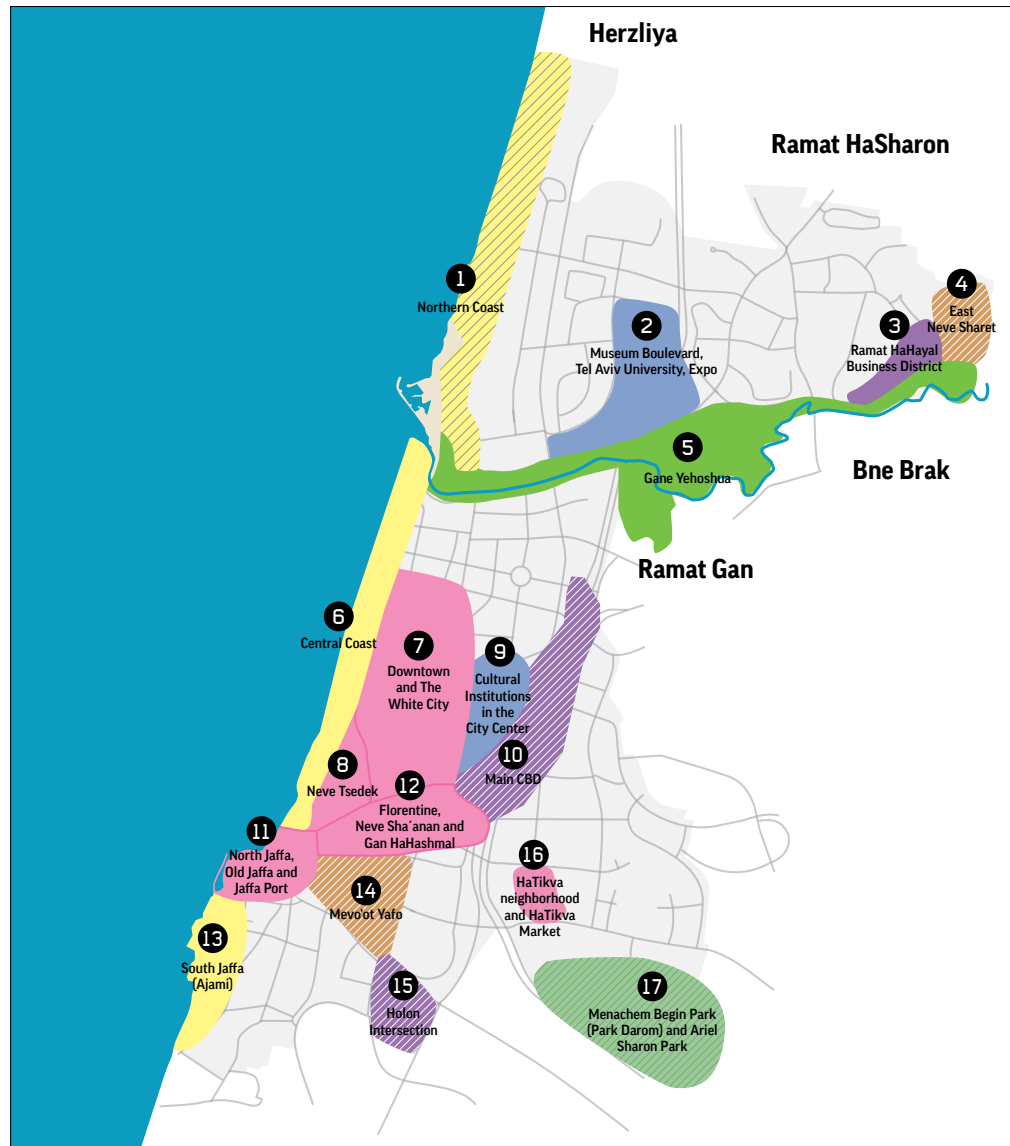 Herzliya
Ramat HaSharon
1
Northern Coast
2
Museum Boulevard,
Tel Aviv University, Expo
3
Ramat HaHayal
Business District
4
East
Neve Sharet
5
Gane Yehoshua
Bne Brak
Ramat Gan
6
Central Coast
7
Downtown
and The
White City
8
Neve Tsedek
9
Cultural
Institutions
in the
City Center
10
Main CBD
11
North Jaffa,
Old Jaffa and
Jaffa Port
12
Florentine,
Neve Sha´anan and
Gan HaHashmal
13
South Jaffa
(Ajami)
14
Mevo'ot Yafo
15
Holon
Intersection
16
HaTikva
neighborhood
and HaTikva
Market
17
Menachem Begin Park
(Park Darom) and Ariel
Sharon Park